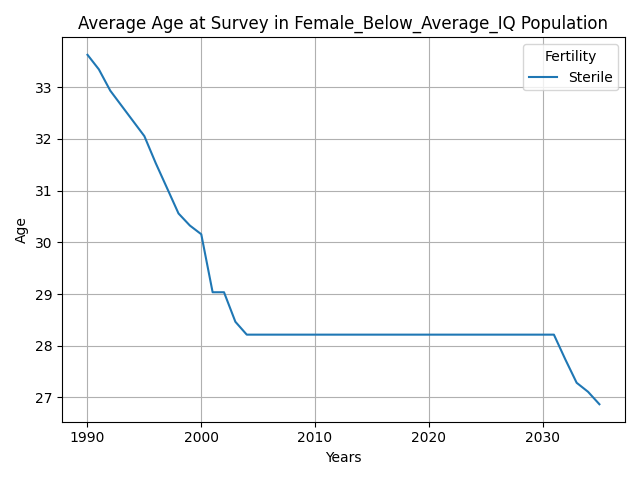 Average Age at Survey in Female_Below_Average_IQ Population
Fertility
Sterile
33
32
31
30
29
28
27
Age
1990
2000
2010
2020
2030
Years